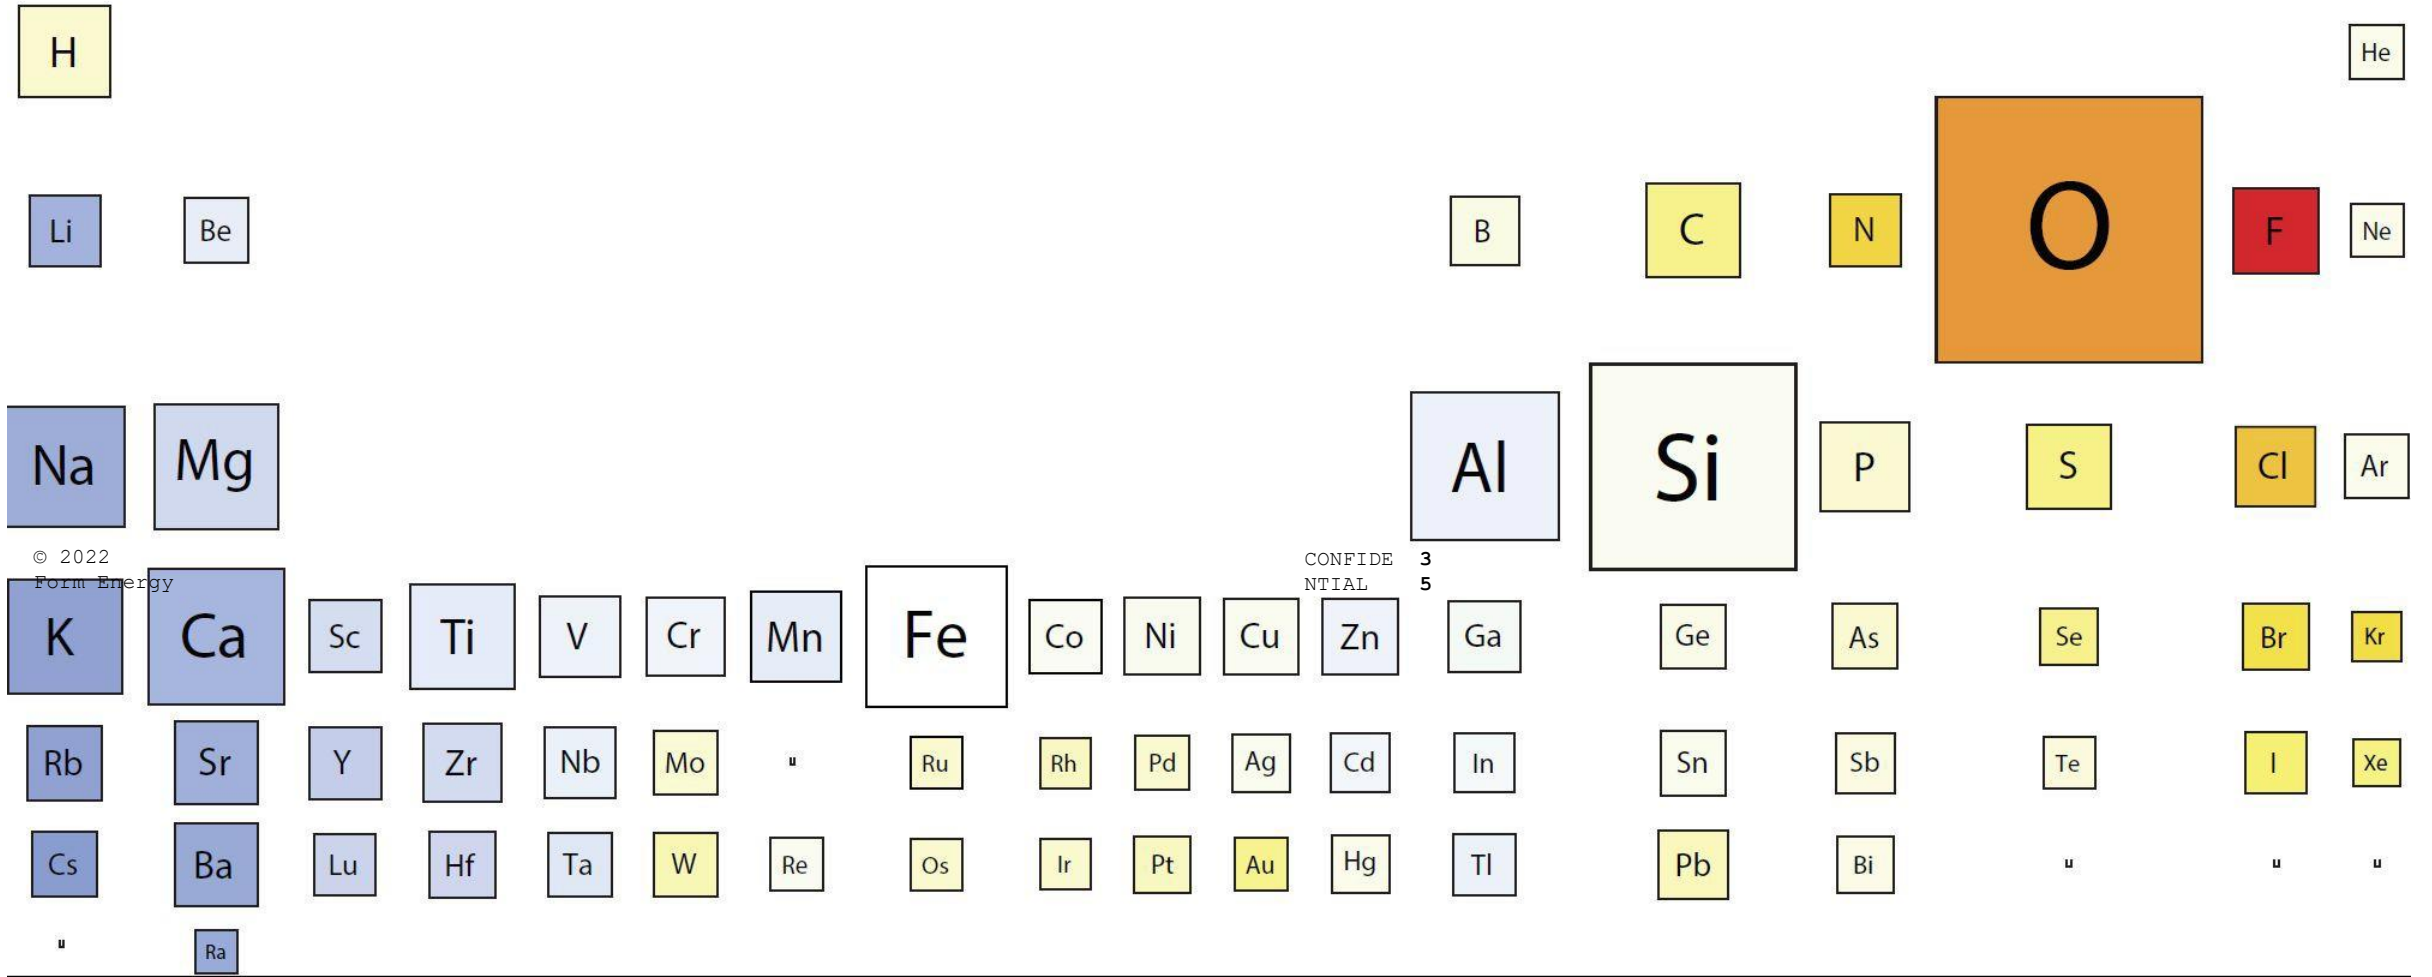 H He
Li Be B C N O F Ne
Na Mg Al Si P S Cl Ar
© 2022
Form Energy
CONFIDE 3
NTIAL 5
K Ca Sc Ti V Cr Mn Fe Co Ni Cu Zn Ga Ge As Se Br Kr
Rb Sr Y Zr Nb Mo Ru Rh Pd Ag Cd In Sn Sb Te I Xe
Cs Ba Lu Hf Ta W Re Os Ir Pt Au Hg Tl Pb Bi
Ra